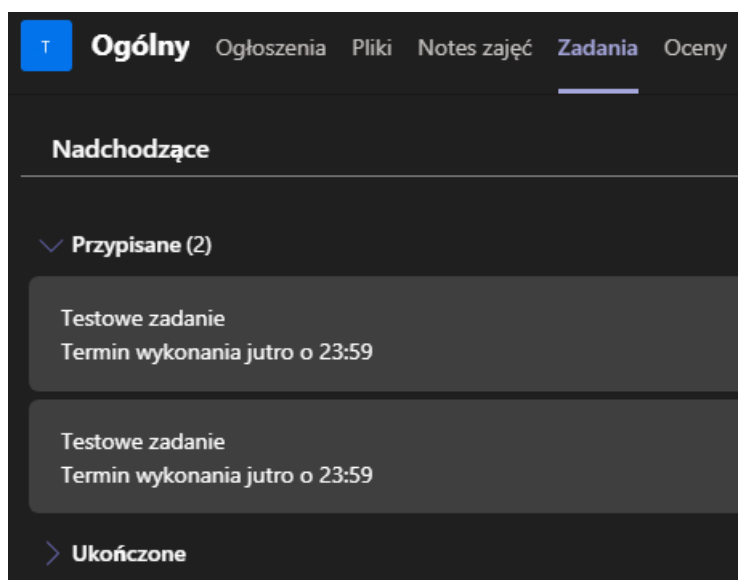 T Ogólny Ogłoszenia Pliki Notes zajęć Zadania Oceny
Nadchodzące
Przypisane (2)
Testowe zadanie
Termin wykonania jutro o 23:59
Testowe zadanie
Termin wykonania jutro o 23:59
Ukończone